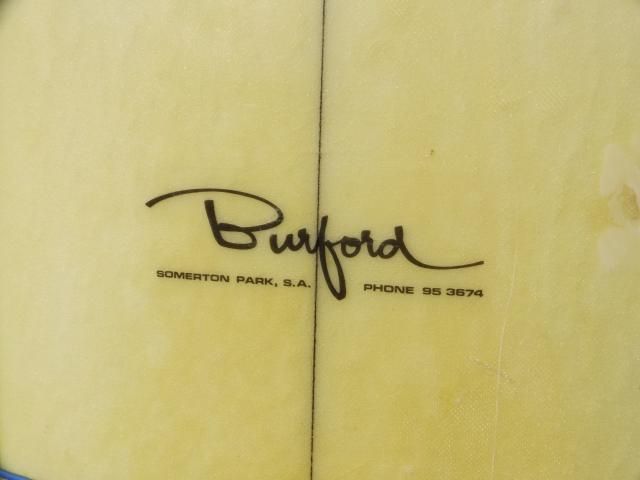 Burford
SOMERTON PARK, S.A. PHONE 95 3674